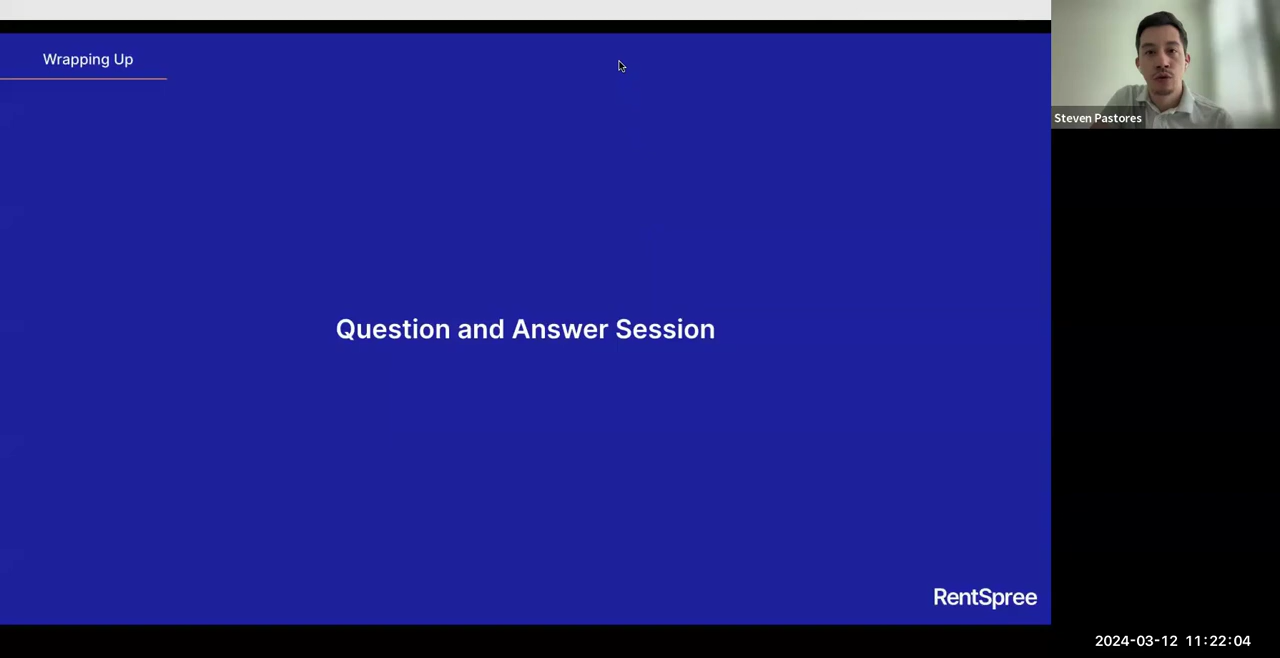 Wrapping Up
Steven Pastores
Question and Answer Session
RentSpree
2024-03-12 11:22:04